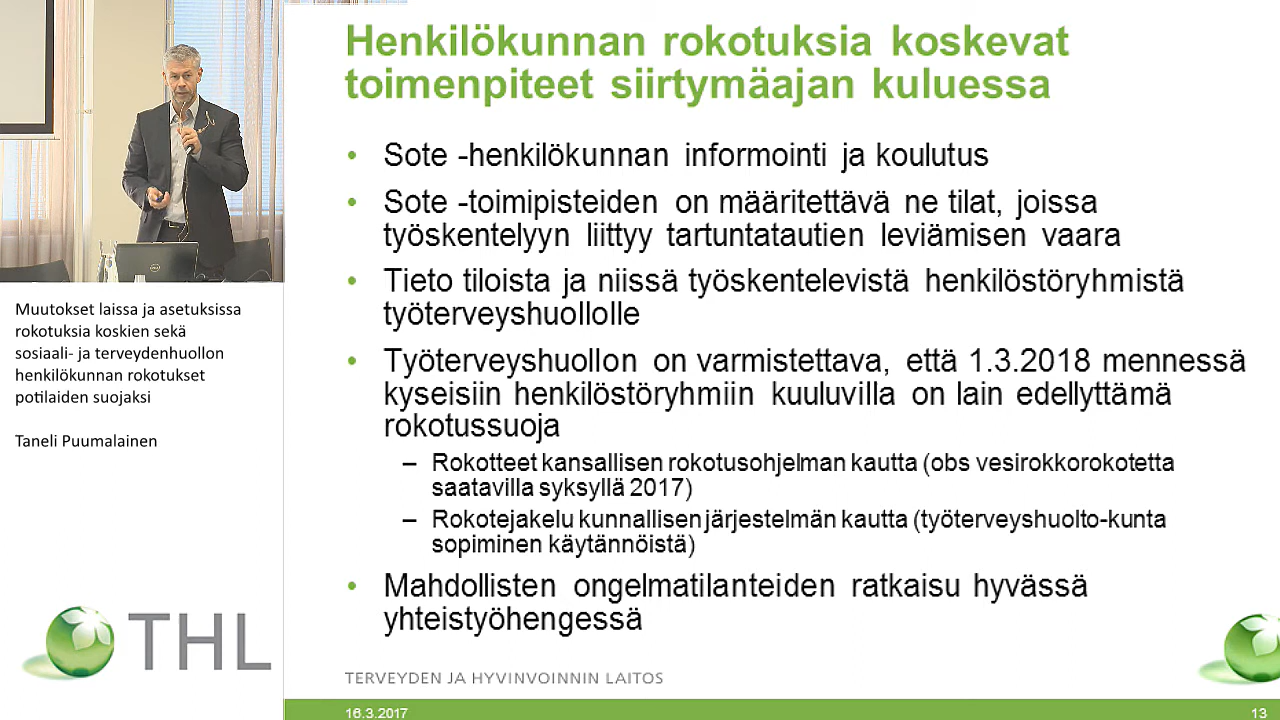 Henkilökunnan rokotuksia koskevat
toimenpiteet siirtymäajan kuluessa
• Sote -henkilökunnan informointi ja koulutus
• Sote -toimipisteiden on määritettävä ne tilat, joissa
työskentelyyn liittyy tartuntatautien leviämisen vaara
• Tieto tiloista ja niissä työskentelevistä henkilöstöryhmistä
työterveyshuollolle
• Työterveyshuollon on varmistettava, että 1.3.2018 mennessä
kyseisiin henkilöstöryhmiin kuuluvilla on lain edellyttämä
rokotussuoja
– Rokotteet kansallisen rokotusohjelman kautta (obs vesirokkorokotetta
saatavilla syksyllä 2017)
– Rokotejakelu kunnallisen järjestelmän kautta (työterveyshuolto-kunta
sopiminen käytännöistä)
• Mahdollisten ongelmatilanteiden ratkaisu hyvässä
yhteistyöhengessä
TERVEYDEN JA HYVINVOINNIN LAITOS
16.3.2017
13
Muutokset laissa ja asetuksissa
rokotuksia koskien sekä
sosiaali- ja terveydenhuollon
henkilökunnan rokotukset
potilaiden suojaksi
Taneli Puumalainen
THL